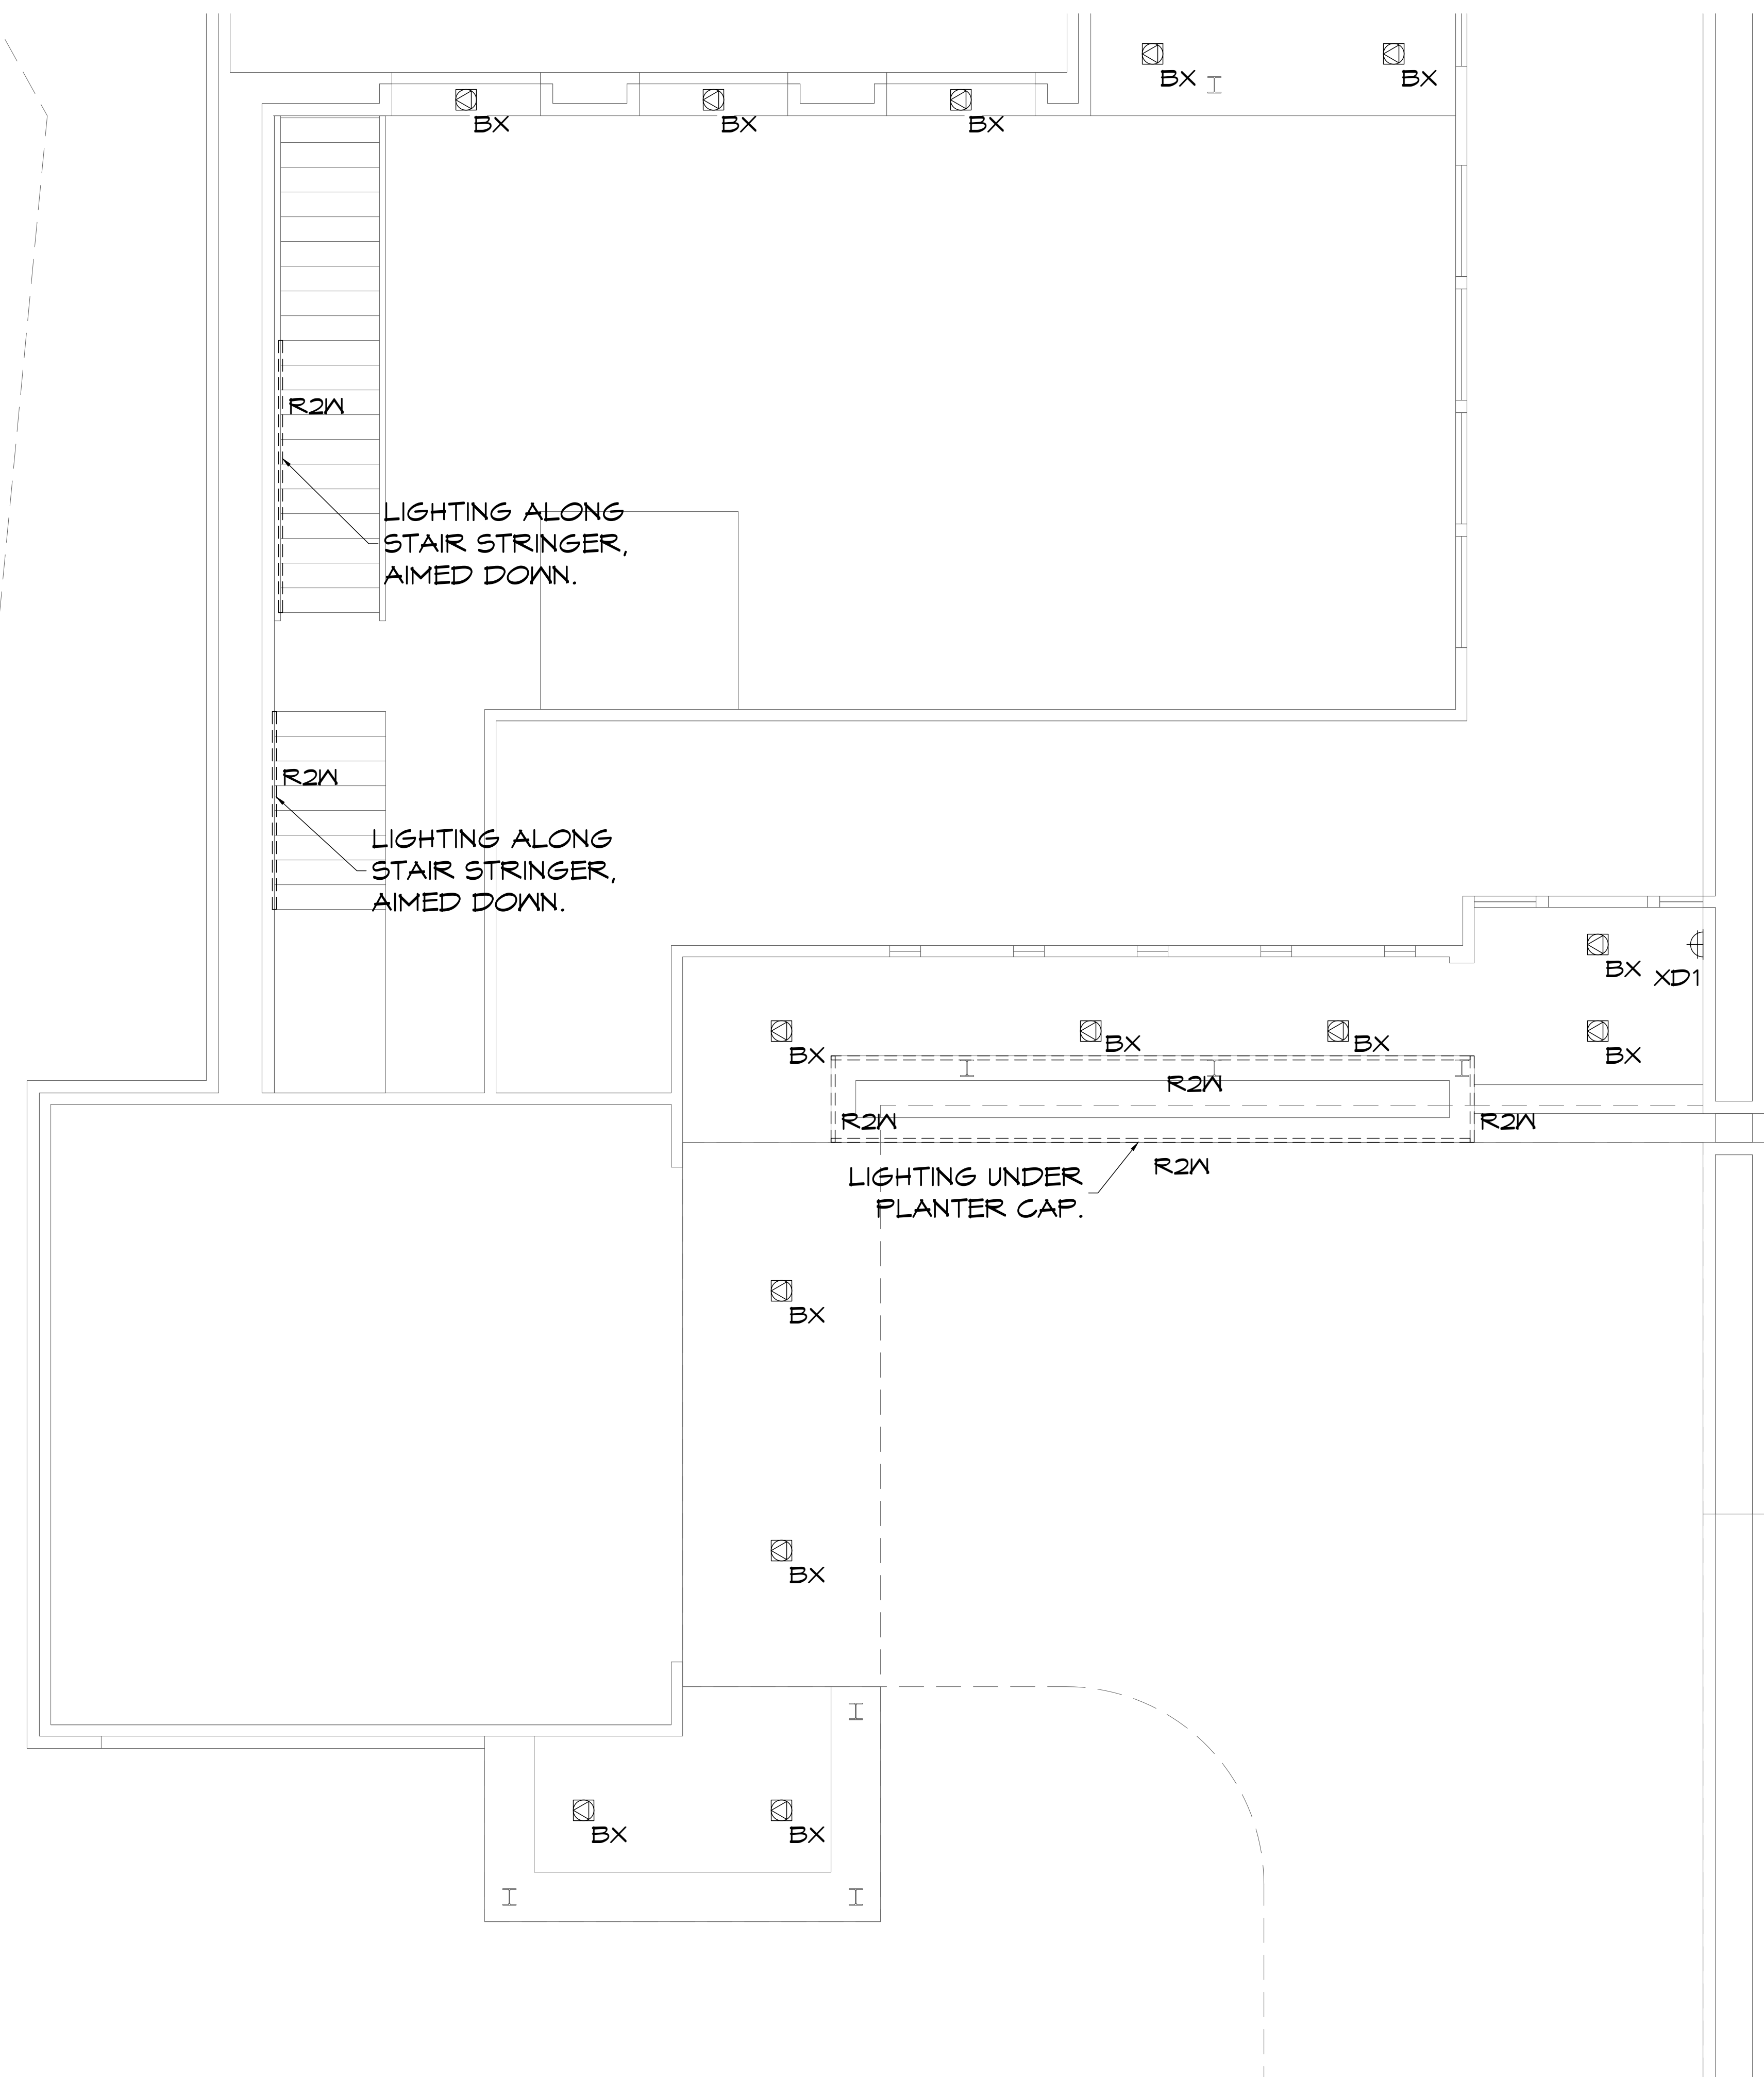 BX
BX
BX
BX
BX
R2W
LIGHTING ALONG
STAIR STRINGER,
AIMED DOWN.
R2W
LIGHTING ALONG
STAIR STRINGER,
AIMED DOWN.
BX
XD1
BX
BX
BX
BX
R2W
R2W
R2W
R2W
LIGHTING UNDER
PLANTER CAP.
BX
BX
BX
BX